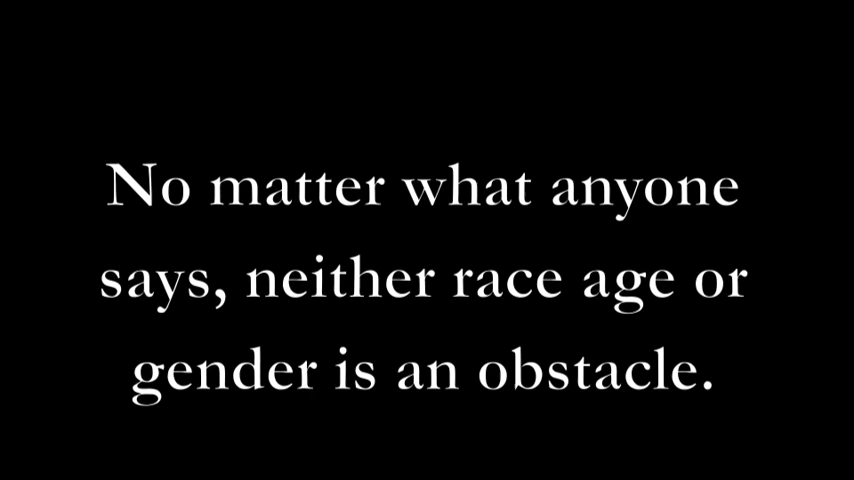 No matter what anyone
says, neither race age or
gender is an obstacle.